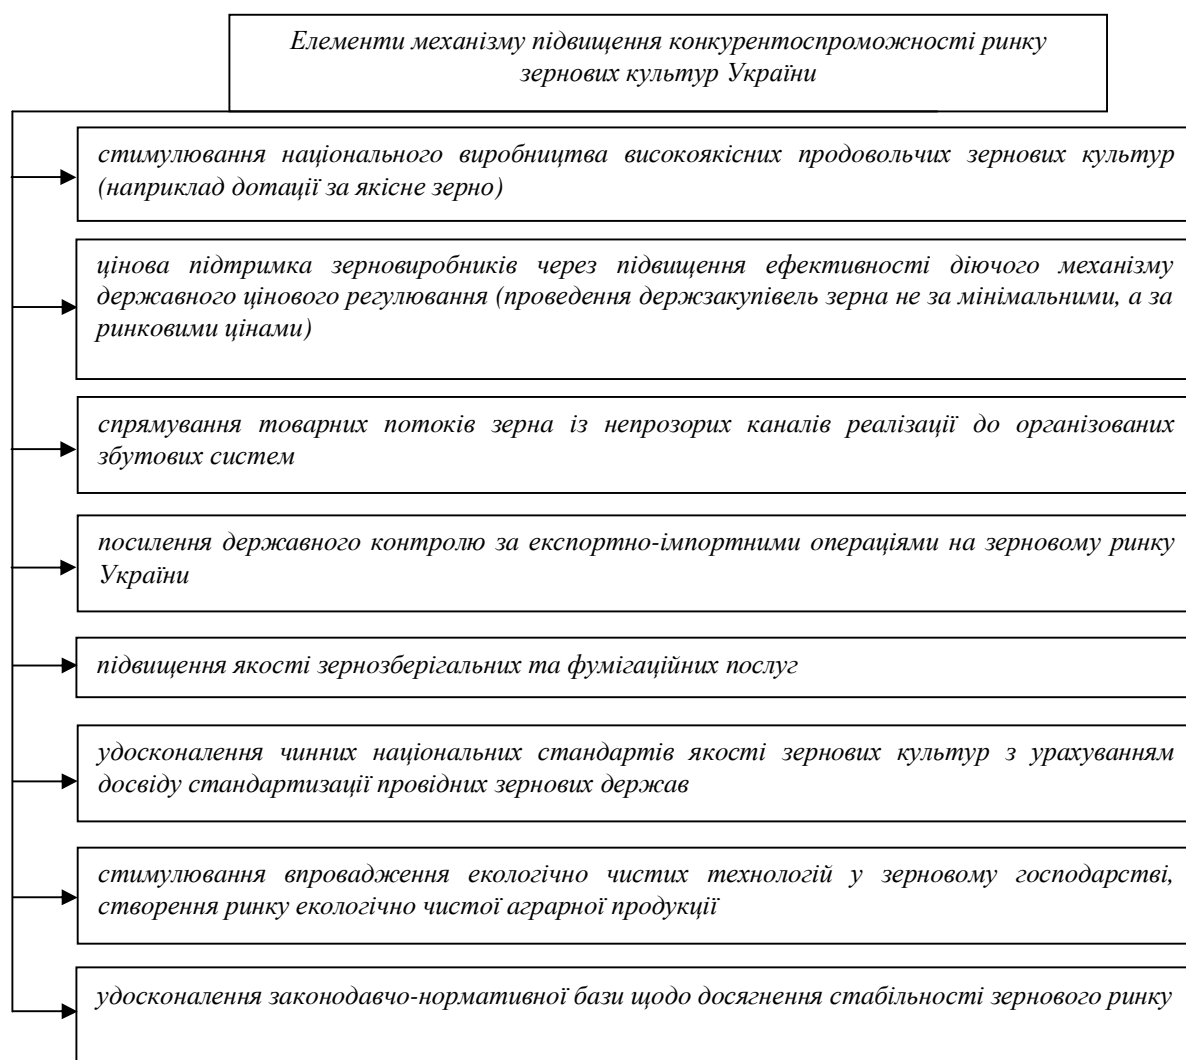 Елементи механізму підвищення конкурентоспроможності ринку
зернових культур України
стимулювання національного виробництва високоякісних продовольчих зернових культур
(наприклад дотації за якісне зерно)
цінова підтримка зерновиробників через підвищення ефективності діючого механізму
державного цінового регулювання (проведення держзакупівель зерна не за мінімальними, а за
ринковими цінами)
спрямування товарних потоків зерна із непрозорих каналів реалізації до організованих
збутових систем
посилення державного контролю за експортно-імпортними операціями на зерновому ринку
України
підвищення якості зернозберігальних та фумігаційних послуг
удосконалення чинних національних стандартів якості зернових культур з урахуванням
досвіду стандартизації провідних зернових держав
стимулювання впровадження екологічно чистих технологій у зерновому господарстві,
створення ринку екологічно чистої аграрної продукції
удосконалення законодавчо-нормативної бази щодо досягнення стабільності зернового ринку